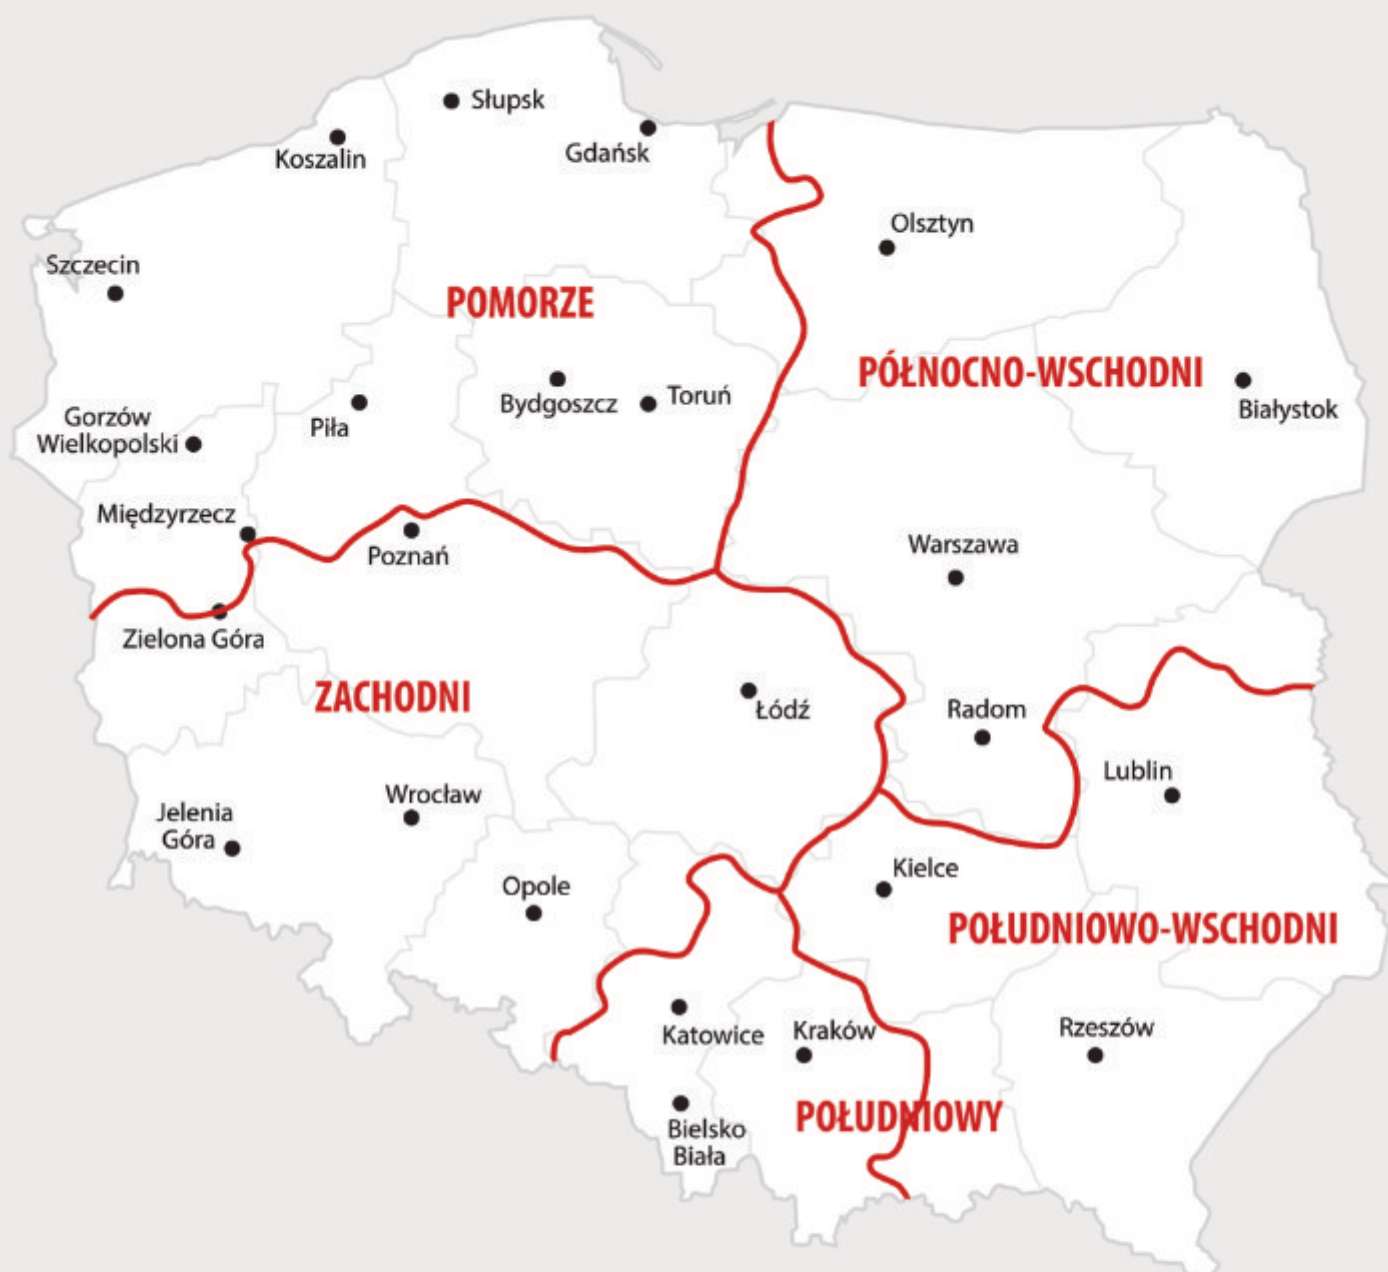 Słupsk
Gdańsk
Koszalin
Olsztyn
Szczecin
POMORZE
PÓŁNOCNO-WSCHODNI
Bydgoszcz
Toruń
Białystok
Gorzów
Wielkopolski
Piła
Międzyrzecz
Poznań
Warszawa
Zielona Góra
ZACHODNI
Łódź
Radom
Lublin
Wrocław
Jelenia
Góra
Kielce
Opole
POŁUDNIOWO-WSCHODNI
Katowice
Kraków
Rzeszów
POŁUDNIOWY
Bielsko
Biała